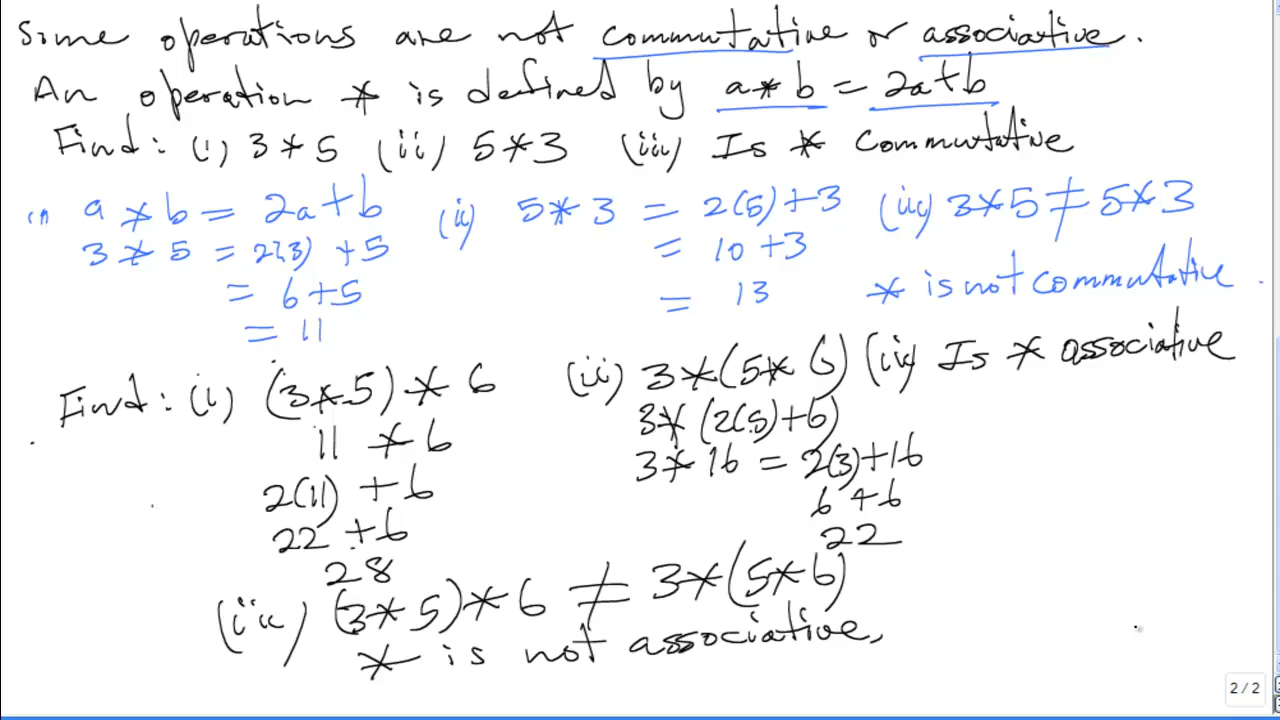 Some operations are not commutative or associative.
An operation * is defined by a * b = 2a+b
Find: (i) 3 * 5 (ii) 5 * 3 (iii) Is * commutative
(i) a * b = 2a+b (ii) 5 * 3 = 2(5)+3 (iii) 3 * 5 ≠ 5 * 3
3 * 5 = 2(3) +5 = 10 +3
= 6+5 = 13 * is not commutative.
= 11
Find: (i) (3 * 5) * 6 (ii) 3 * (5 * 6) (iii) Is * associative
11 * 6 3 * (2(5)+6)
2(11) +6 3 * 16 = 2(3)+16
22 +6 6 +6
28 22
(iii) (3 * 5) * 6 ≠ 3 * (5 * 6)
* is not associative,
2 / 2